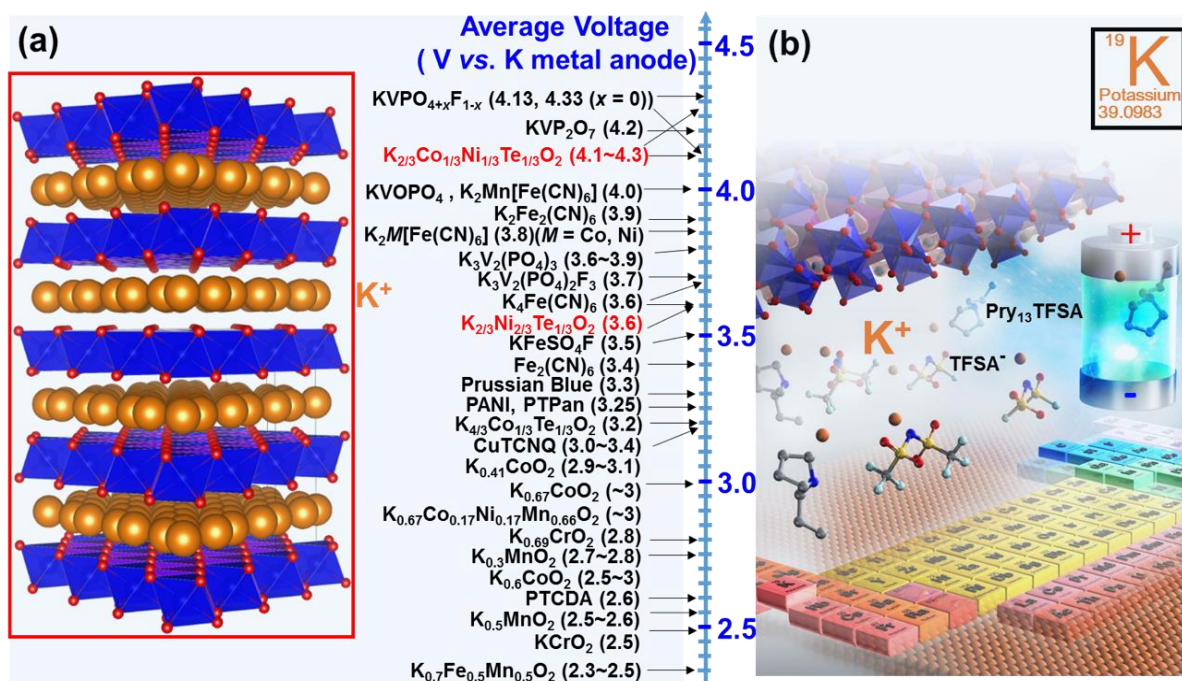 (a)
Average Voltage
( V vs. K metal anode)
KVPO₄₊ₓF₁₋ₓ (4.13, 4.33 (x = 0))
KVP₂O₇ (4.2)
K₂/₃Co₁/₃Ni₁/₃Te₁/₃O₂ (4.1~4.3)
KVOPO₄ , K₂Mn[Fe(CN)₆] (4.0)
K₂Fe₂(CN)₆ (3.9)
K₂M[Fe(CN)₆] (3.8)(M = Co, Ni)
K₃V₂(PO₄)₃ (3.6~3.9)
K₃V₂(PO₄)₂F₃ (3.7)
K₄Fe(CN)₆ (3.6)
K₂/₃Ni₂/₃Te₁/₃O₂ (3.6)
KFeSO₄F (3.5)
Fe₂(CN)₆ (3.4)
Prussian Blue (3.3)
PANI, PTPan (3.25)
K₄/₃Co₁/₃Te₁/₃O₂ (3.2)
CuTCNQ (3.0~3.4)
K₀.₄₁CoO₂ (2.9~3.1)
K₀.₆₇CoO₂ (~3)
K₀.₆₇Co₀.₁₇Ni₀.₁₇Mn₀.₆₆O₂ (~3)
K₀.₆₉CrO₂ (2.8)
K₀.₃MnO₂ (2.7~2.8)
K₀.₆CoO₂ (2.5~3)
PTCDA (2.6)
K₀.₅MnO₂ (2.5~2.6)
KCrO₂ (2.5)
K₀.₇Fe₀.₅Mn₀.₅O₂ (2.3~2.5)
K⁺
4.5
4.0
3.5
3.0
2.5
(b)
19
K
Potassium
39.0983
+
Pry₁₃TFSA
K⁺
TFSA⁻
-